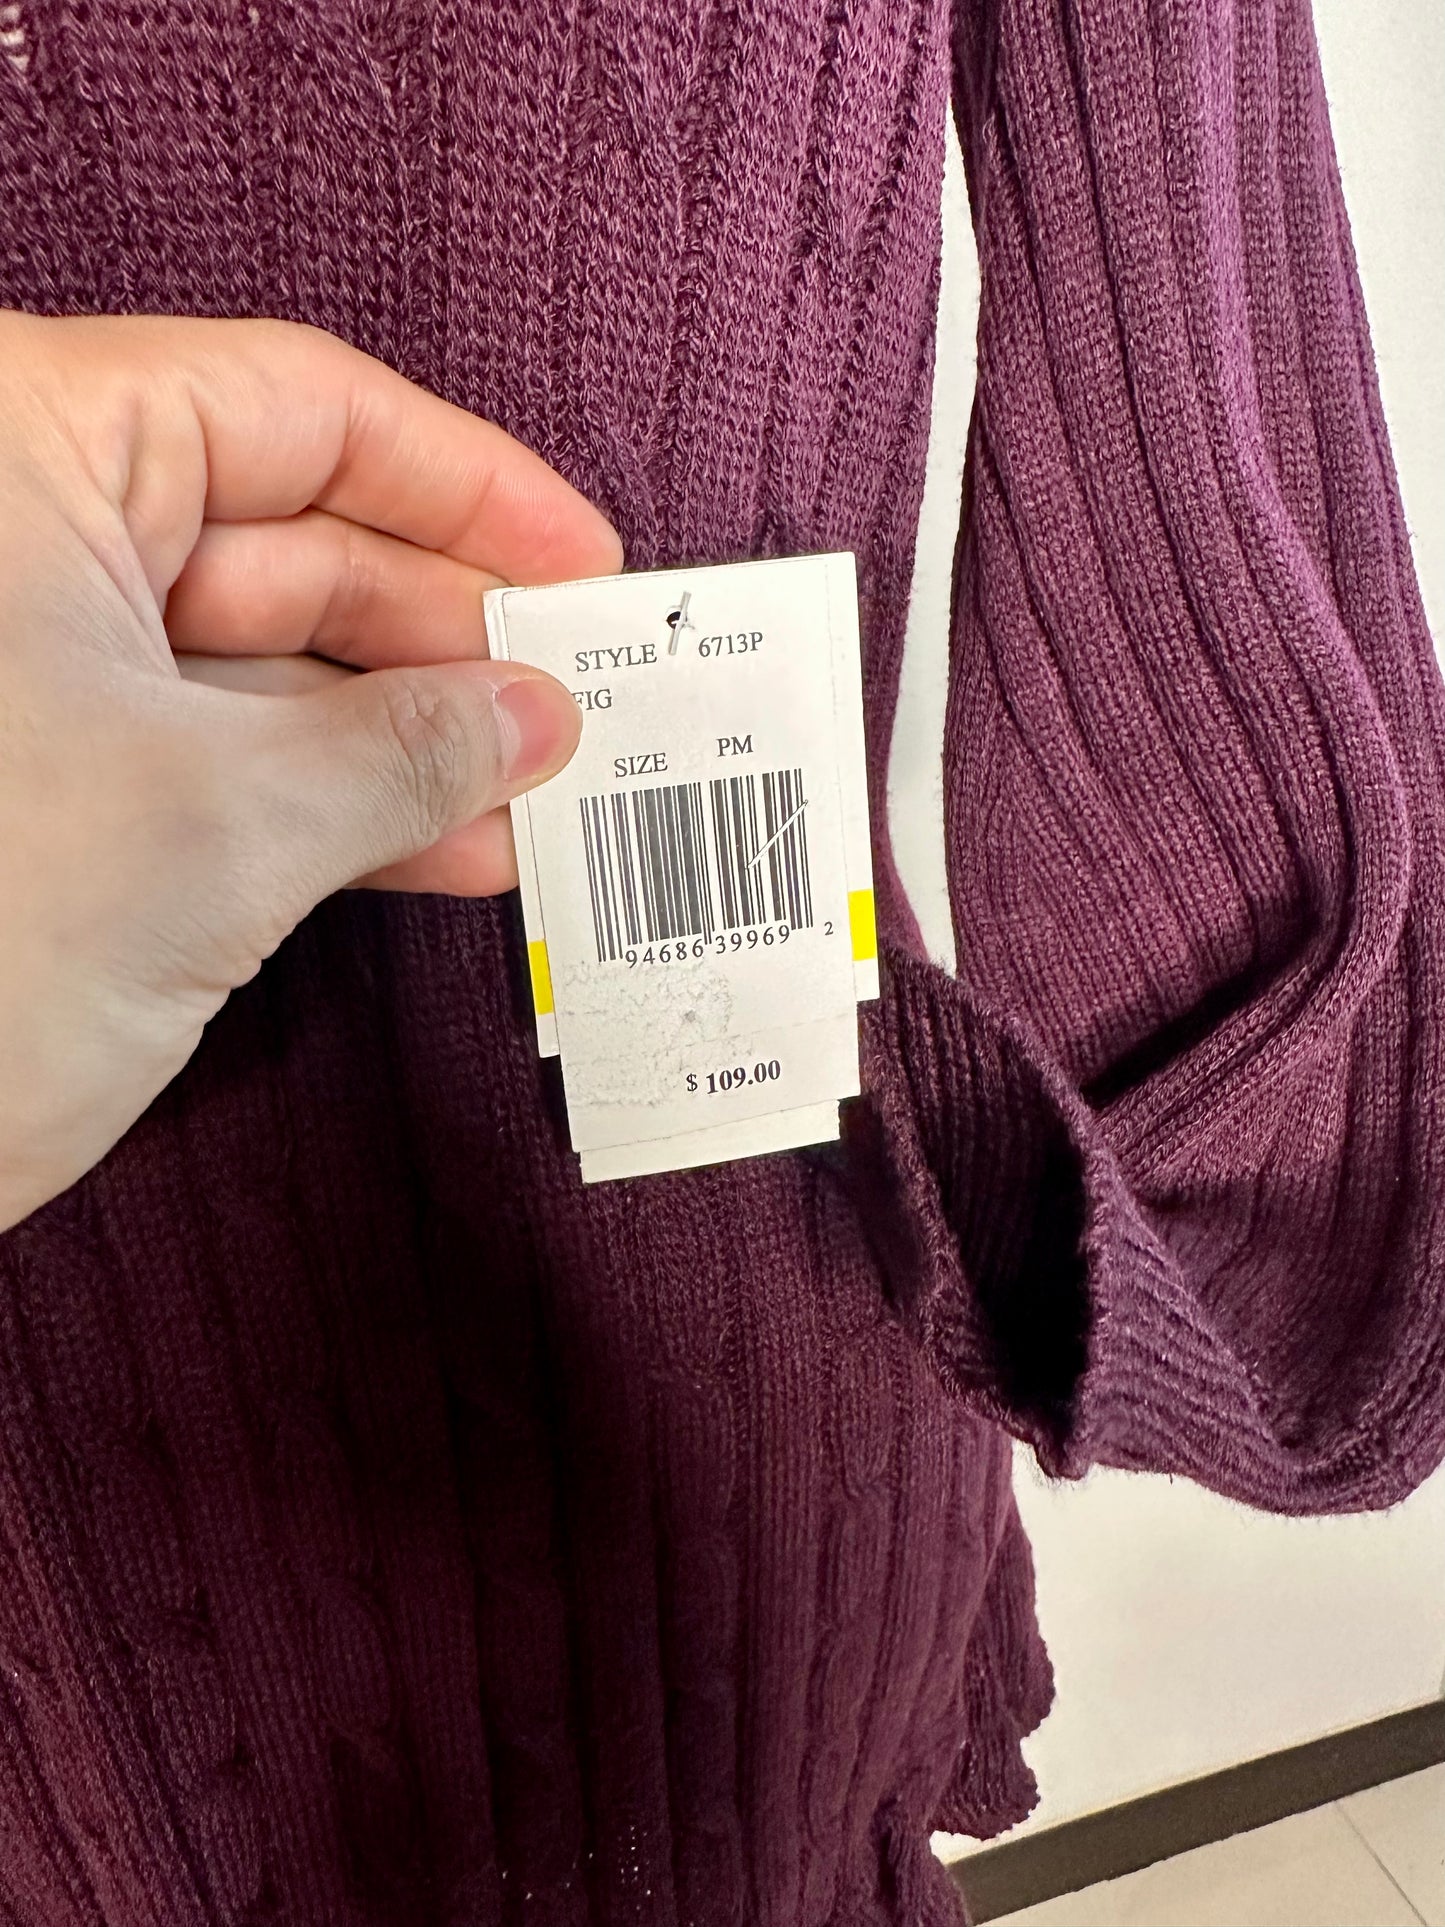 STYLE 6713P
FIG
SIZE PM
94686 39969 2
$ 109.00